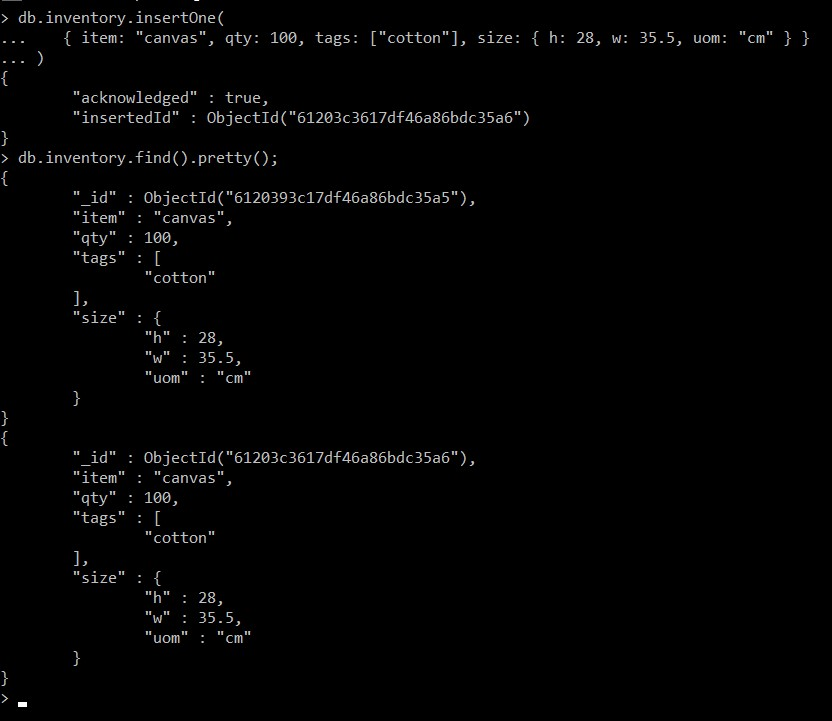 > db.inventory.insertOne(
...    { item: "canvas", qty: 100, tags: ["cotton"], size: { h: 28, w: 35.5, uom: "cm" } }
... )
{
        "acknowledged" : true,
        "insertedId" : ObjectId("61203c3617df46a86bdc35a6")
}
> db.inventory.find().pretty();
{
        "_id" : ObjectId("6120393c17df46a86bdc35a5"),
        "item" : "canvas",
        "qty" : 100,
        "tags" : [
                "cotton"
        ],
        "size" : {
                "h" : 28,
                "w" : 35.5,
                "uom" : "cm"
        }
}
{
        "_id" : ObjectId("61203c3617df46a86bdc35a6"),
        "item" : "canvas",
        "qty" : 100,
        "tags" : [
                "cotton"
        ],
        "size" : {
                "h" : 28,
                "w" : 35.5,
                "uom" : "cm"
        }
}
>